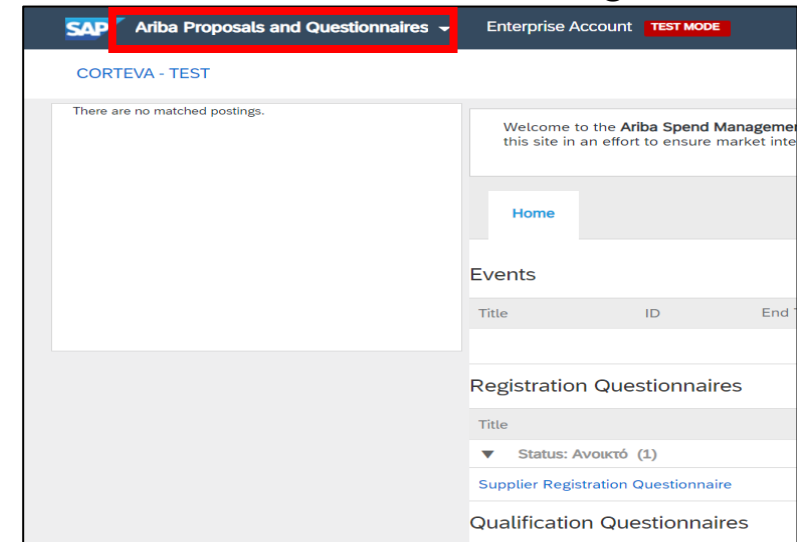 SAP Ariba Proposals and Questionnaires Enterprise Account TEST MODE
CORTEVA - TEST
There are no matched postings.
Welcome to the Ariba Spend Manageme
this site in an effort to ensure market inte
Home
Events
Title ID End
Registration Questionnaires
Title
▼ Status: Ανοικτό (1)
Supplier Registration Questionnaire
Qualification Questionnaires